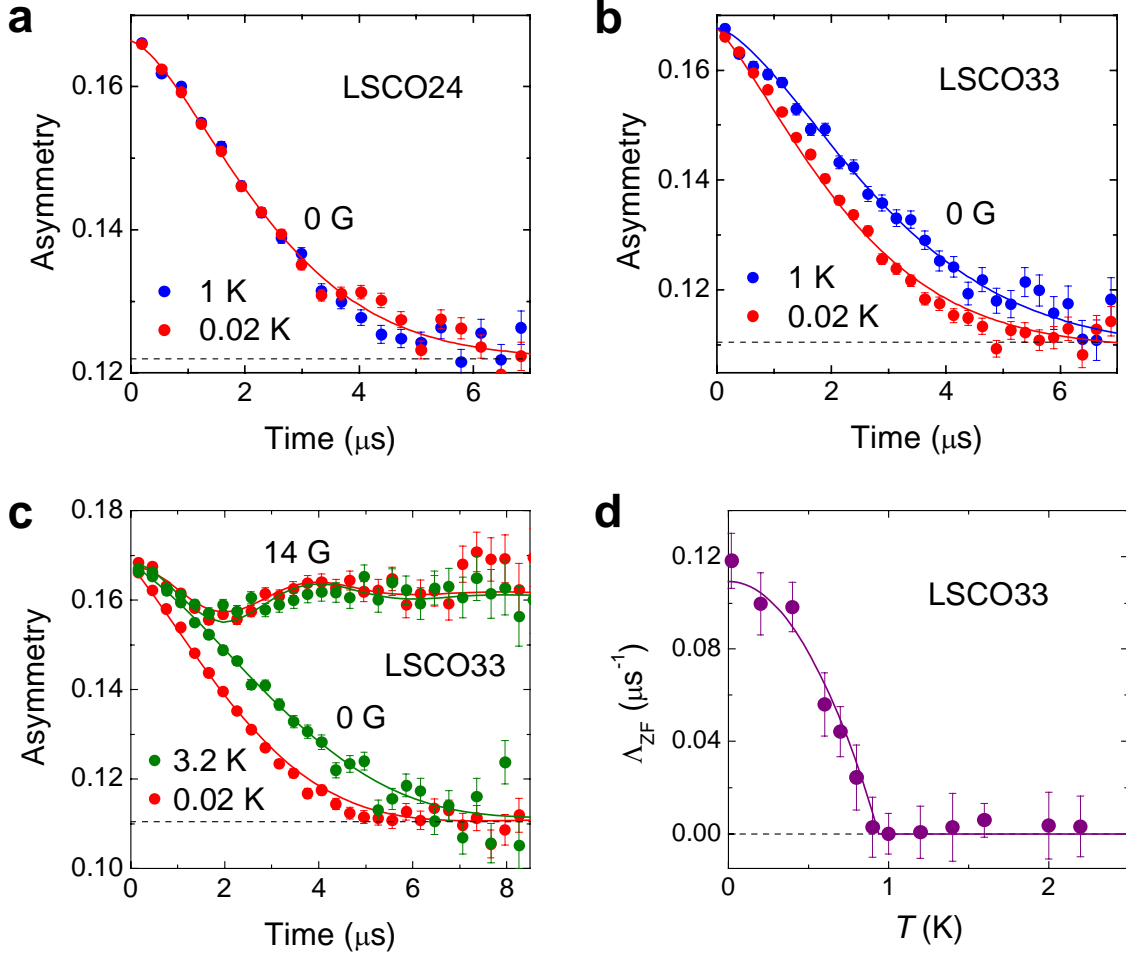 a
LSCO24
0 G
1 K
0.02 K
0.16
0.14
0.12
0
2
4
6
Asymmetry
Time (μs)
b
LSCO33
0 G
1 K
0.02 K
0.16
0.14
0.12
0
2
4
6
Asymmetry
Time (μs)
c
14 G
LSCO33
0 G
3.2 K
0.02 K
0.18
0.16
0.14
0.12
0.10
0
2
4
6
8
Asymmetry
Time (μs)
d
LSCO33
0.12
0.08
0.04
0.00
0
1
2
Λ_ZF (μs⁻¹)
T (K)